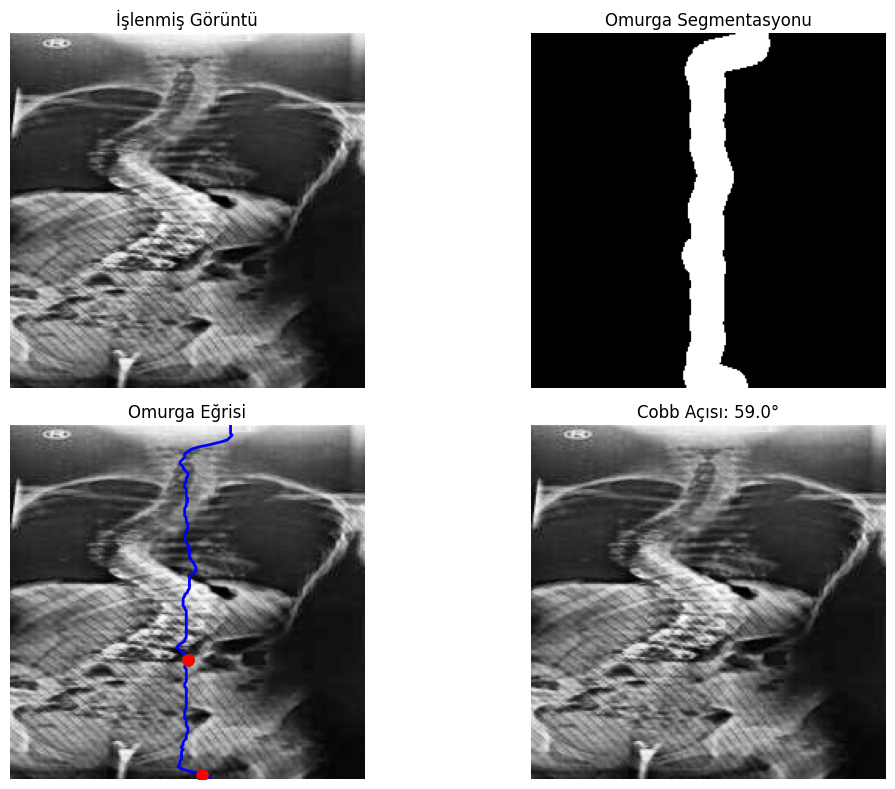 İşlenmiş Görüntü
Omurga Segmentasyonu
Omurga Eğrisi
Cobb Açısı: 59.0°